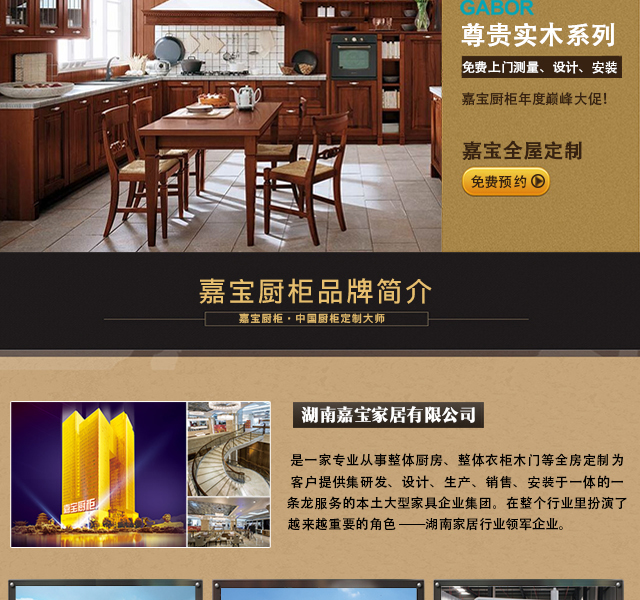 GABOR
尊贵实木系列
免费上门测量、设计、安装
嘉宝厨柜年度巅峰大促!
嘉宝全屋定制
免费预约
嘉宝厨柜品牌简介
嘉宝厨柜·中国厨柜定制大师
湖南嘉宝家居有限公司
是一家专业从事整体厨房、整体衣柜木门等全房定制为
客户提供集研发、设计、生产、销售、安装于一体的一
条龙服务的本土大型家具企业集团。在整个行业里扮演了
越来越重要的角色——湖南家居行业领军企业。
嘉宝厨柜